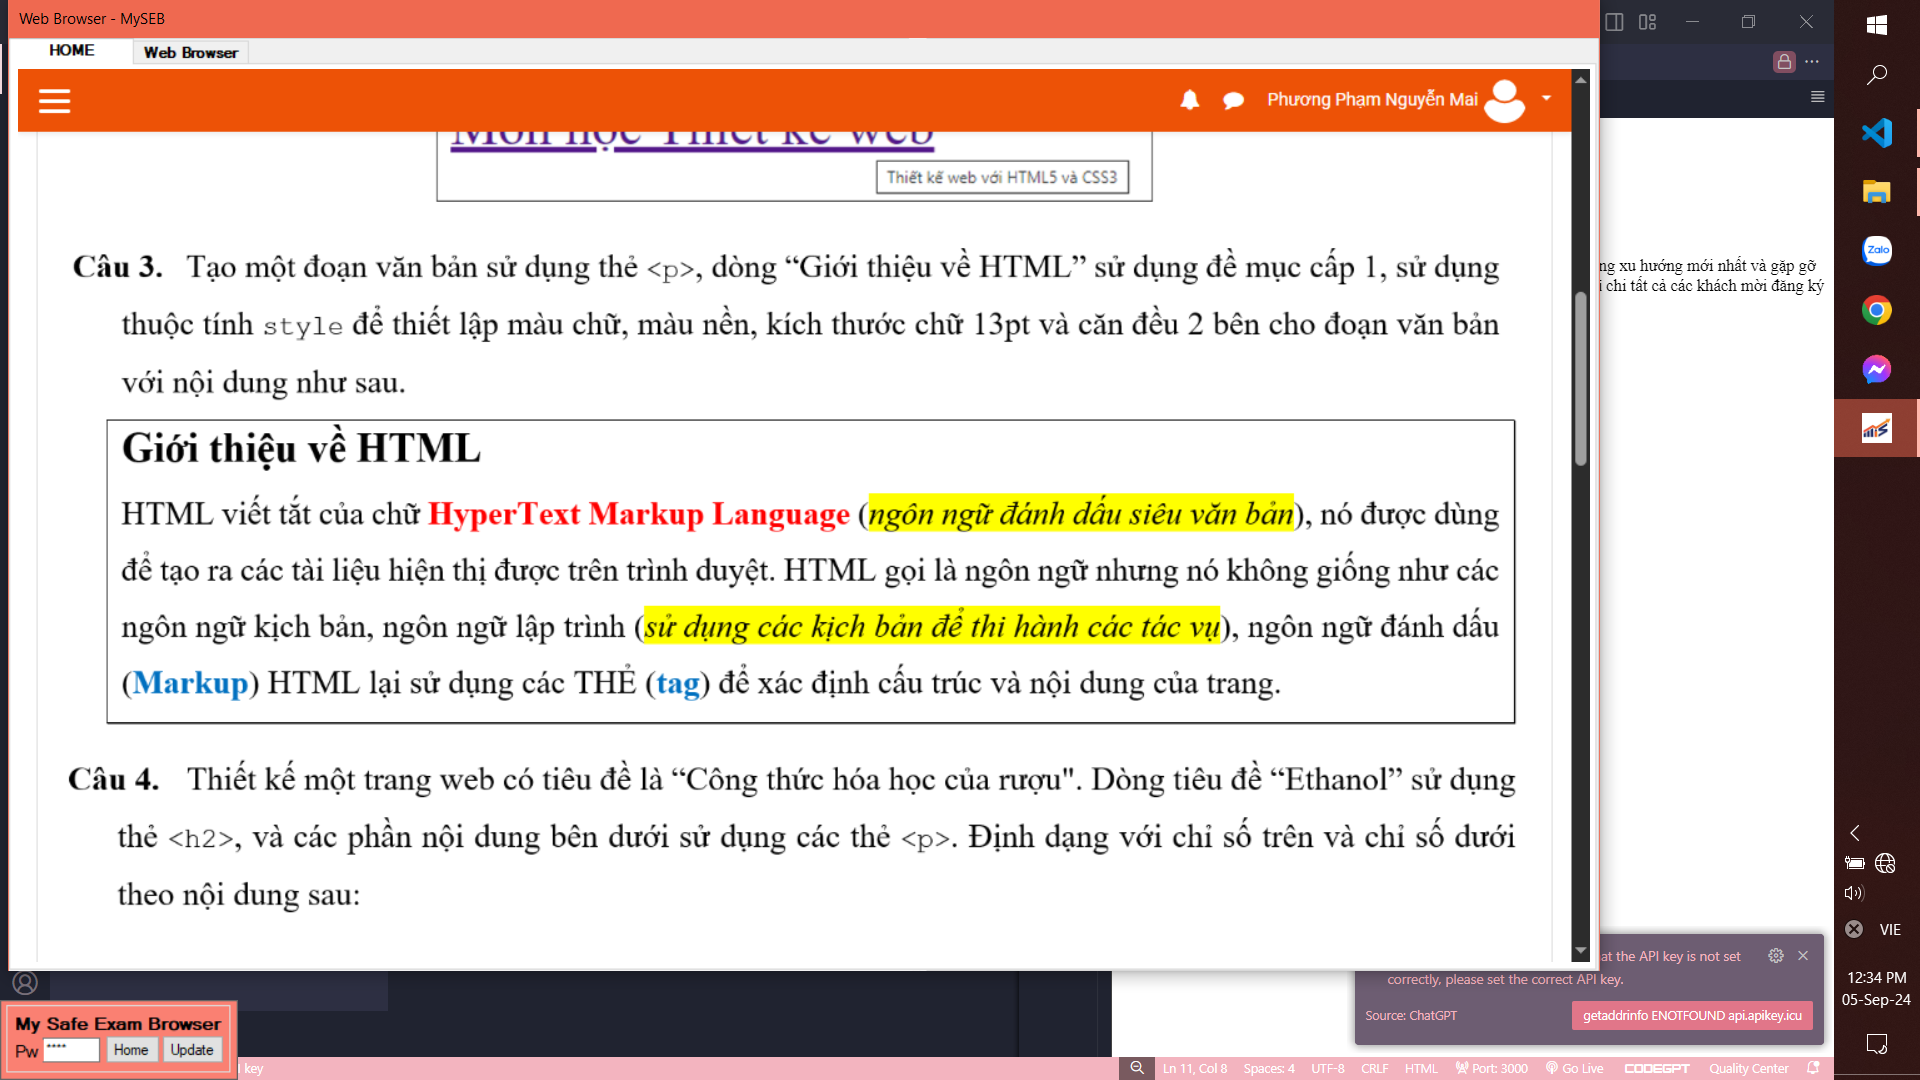 Web Browser - MySEB
HOME
Web Browser
Phương Phạm Nguyễn Mai
Môn học Thiết kế web
Thiết kế web với HTML5 và CSS3
Câu 3. Tạo một đoạn văn bản sử dụng thẻ <p>, dòng “Giới thiệu về HTML” sử dụng đề mục cấp 1, sử dụng
thuộc tính style để thiết lập màu chữ, màu nền, kích thước chữ 13pt và căn đều 2 bên cho đoạn văn bản
với nội dung như sau.
Giới thiệu về HTML
HTML viết tắt của chữ HyperText Markup Language (ngôn ngữ đánh dấu siêu văn bản), nó được dùng
để tạo ra các tài liệu hiện thị được trên trình duyệt. HTML gọi là ngôn ngữ nhưng nó không giống như các
ngôn ngữ kịch bản, ngôn ngữ lập trình (sử dụng các kịch bản để thi hành các tác vụ), ngôn ngữ đánh dấu
(Markup) HTML lại sử dụng các THẺ (tag) để xác định cấu trúc và nội dung của trang.
Câu 4. Thiết kế một trang web có tiêu đề là “Công thức hóa học của rượu". Dòng tiêu đề “Ethanol” sử dụng
thẻ <h2>, và các phần nội dung bên dưới sử dụng các thẻ <p>. Định dạng với chỉ số trên và chỉ số dưới
theo nội dung sau:
ng xu hướng mới nhất và gặp gỡ
i chi tất cả các khách mời đăng ký
Zalo
at the API key is not set
correctly, please set the correct API key.
Source: ChatGPT
getaddrinfo ENOTFOUND api.apikey.icu
My Safe Exam Browser
Pw **** Home Update
key
Ln 11, Col 8 Spaces: 4 UTF-8 CRLF HTML Port: 3000 Go Live CODEGPT Quality Center
VIE
12:34 PM
05-Sep-24